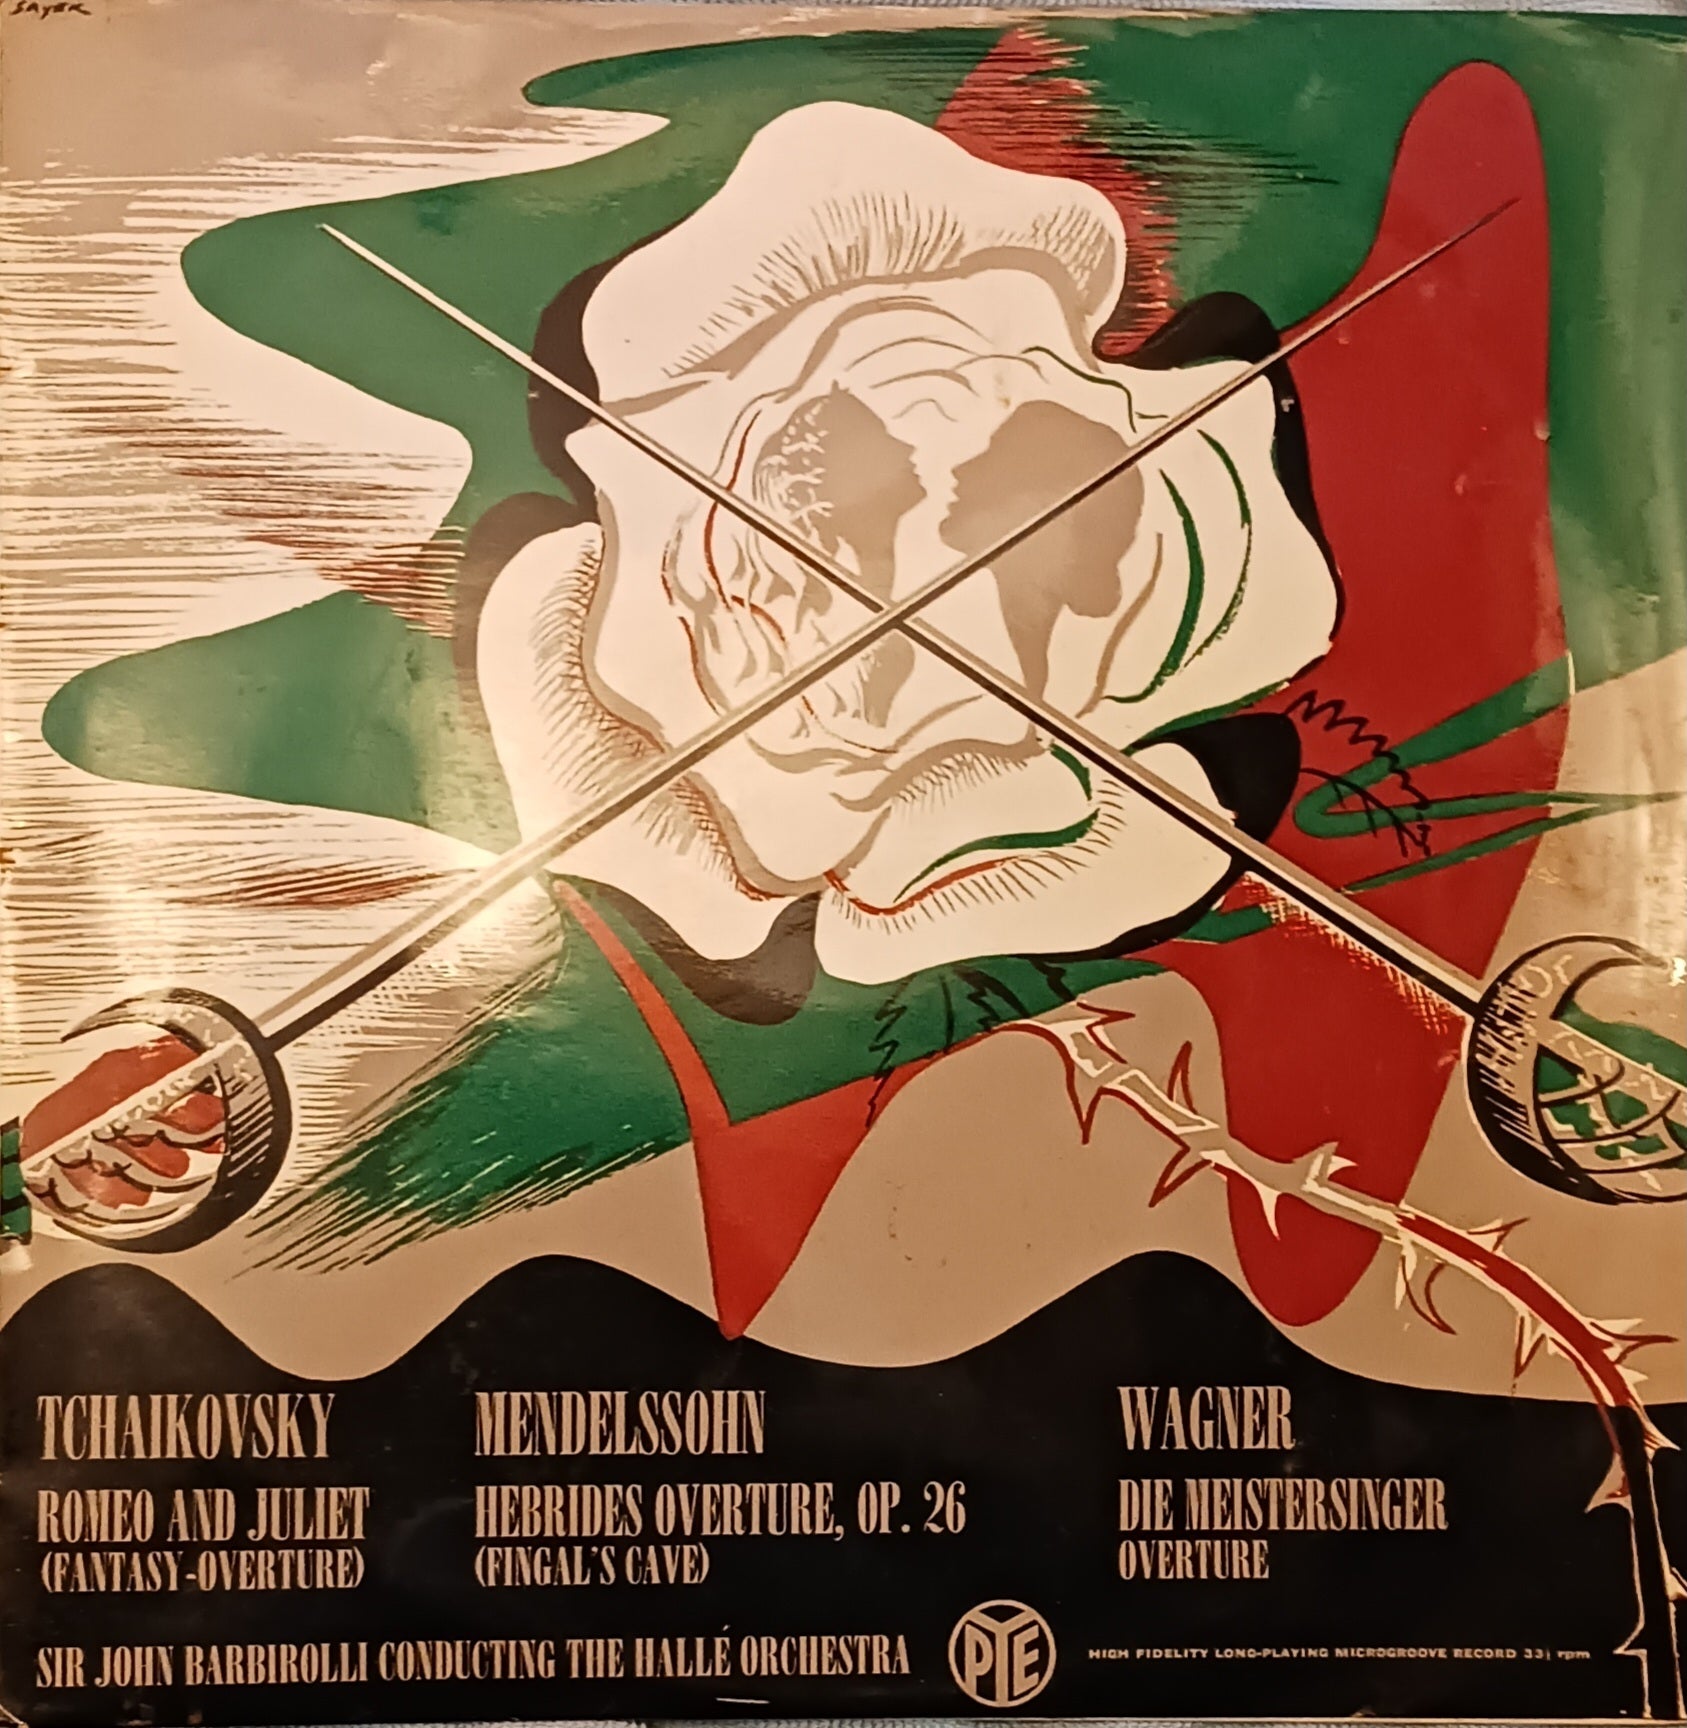 SAYER
TCHAIKOVSKY
ROMEO AND JULIET
(FANTASY-OVERTURE)
MENDELSSOHN
HEBRIDES OVERTURE, OP. 26
(FINGAL'S CAVE)
WAGNER
DIE MEISTERSINGER
OVERTURE
SIR JOHN BARBIROLLI CONDUCTING THE HALLÉ ORCHESTRA
PYE
HIGH FIDELITY LONG-PLAYING MICROGROOVE RECORD 33⅓ rpm